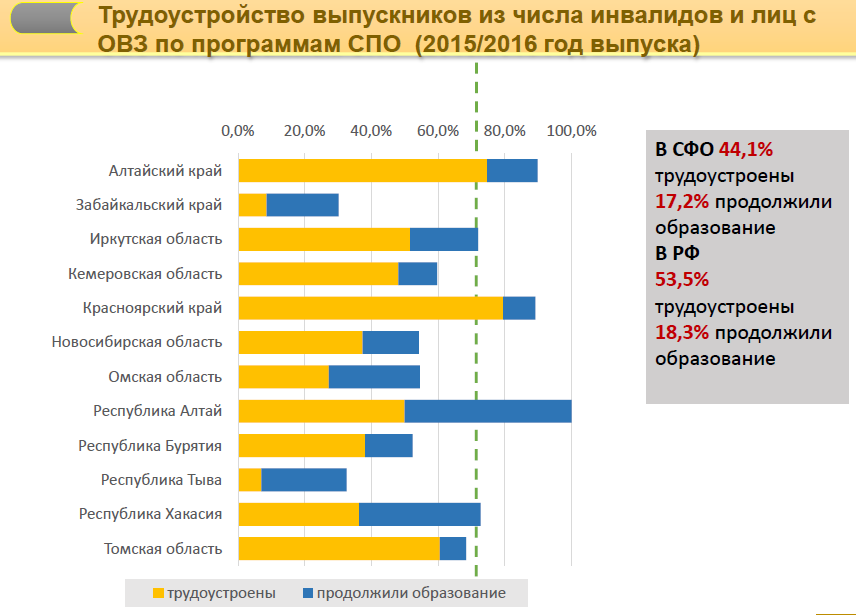 Трудоустройство выпускников из числа инвалидов и лиц с
ОВЗ по программам СПО (2015/2016 год выпуска)
0,0% 20,0% 40,0% 60,0% 80,0% 100,0%
Алтайский край
Забайкальский край
Иркутская область
Кемеровская область
Красноярский край
Новосибирская область
Омская область
Республика Алтай
Республика Бурятия
Республика Тыва
Республика Хакасия
Томская область
трудоустроены продолжили образование
В СФО 44,1%
трудоустроены
17,2% продолжили
образование
В РФ
53,5%
трудоустроены
18,3% продолжили
образование